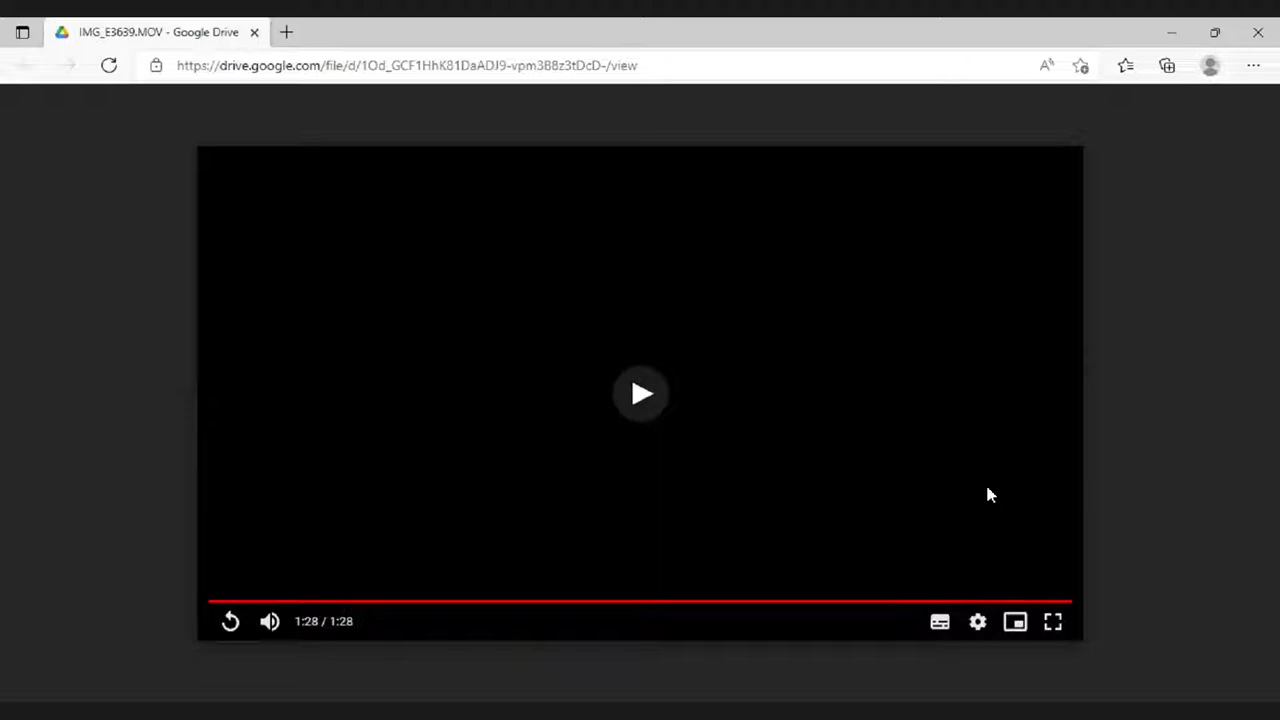 IMG_E3639.MOV - Google Drive
https://drive.google.com/file/d/1Od_GCF1HhK81DaADJ9-vpm3B8z3tDcD-/view
1:28 / 1:28